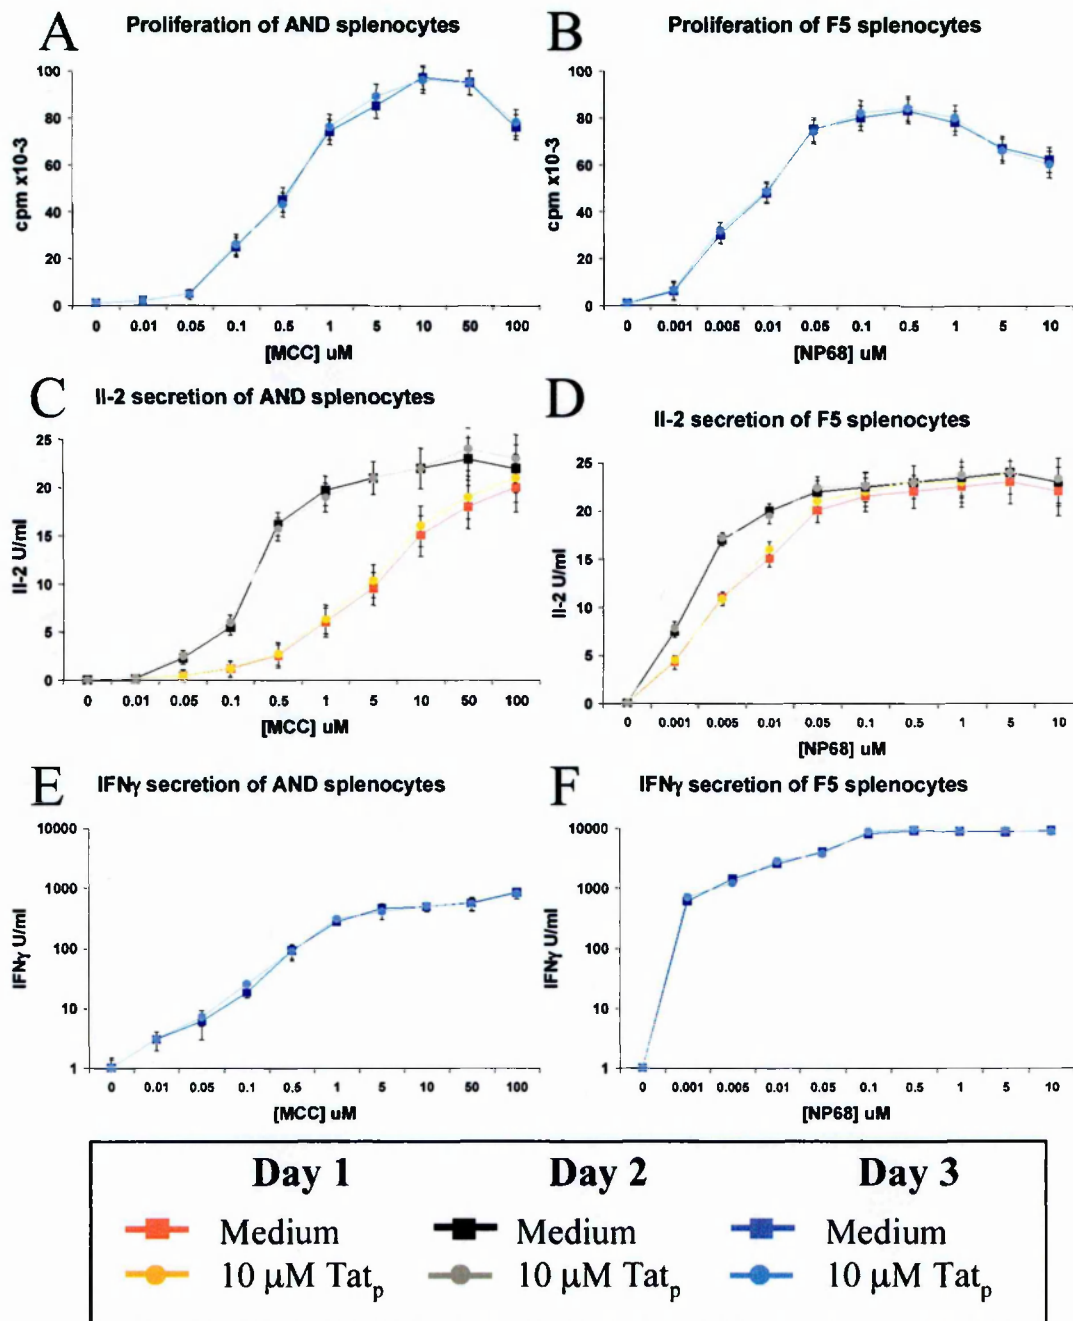 A Proliferation of AND splenocytes
100
80
60
40
20
0
cpm x10-3
0 0.01 0.05 0.1 0.5 1 5 10 50 100
[MCC] uM
B Proliferation of F5 splenocytes
100
80
60
40
20
0
cpm x10-3
0 0.001 0.005 0.01 0.05 0.1 0.5 1 5 10
[NP68] uM
C Il-2 secretion of AND splenocytes
25
20
15
10
5
0
Il-2 U/ml
0 0.01 0.05 0.1 0.5 1 5 10 50 100
[MCC] uM
D Il-2 secretion of F5 splenocytes
25
20
15
10
5
0
Il-2 U/ml
0 0.001 0.005 0.01 0.05 0.1 0.5 1 5 10
[NP68] uM
E IFNγ secretion of AND splenocytes
10000
1000
100
10
1
IFNγ U/ml
0 0.01 0.05 0.1 0.5 1 5 10 50 100
[MCC] uM
F IFNγ secretion of F5 splenocytes
10000
1000
100
10
1
IFNγ U/ml
0 0.001 0.005 0.01 0.05 0.1 0.5 1 5 10
[NP68] uM
Day 1 Day 2 Day 3
Medium Medium Medium
10 μM Tatp 10 μM Tatp 10 μM Tatp